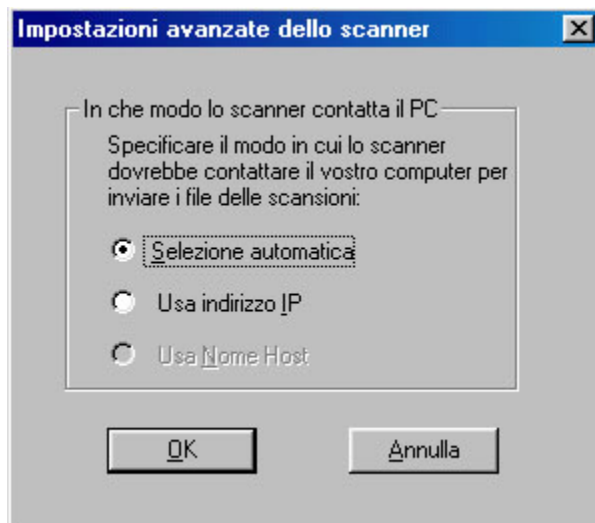 Impostazioni avanzate dello scanner
In che modo lo scanner contatta il PC
Specificare il modo in cui lo scanner
dovrebbe contattare il vostro computer per
inviare i file delle scansioni:
Selezione automatica
Usa indirizzo IP
Usa Nome Host
OK
Annulla